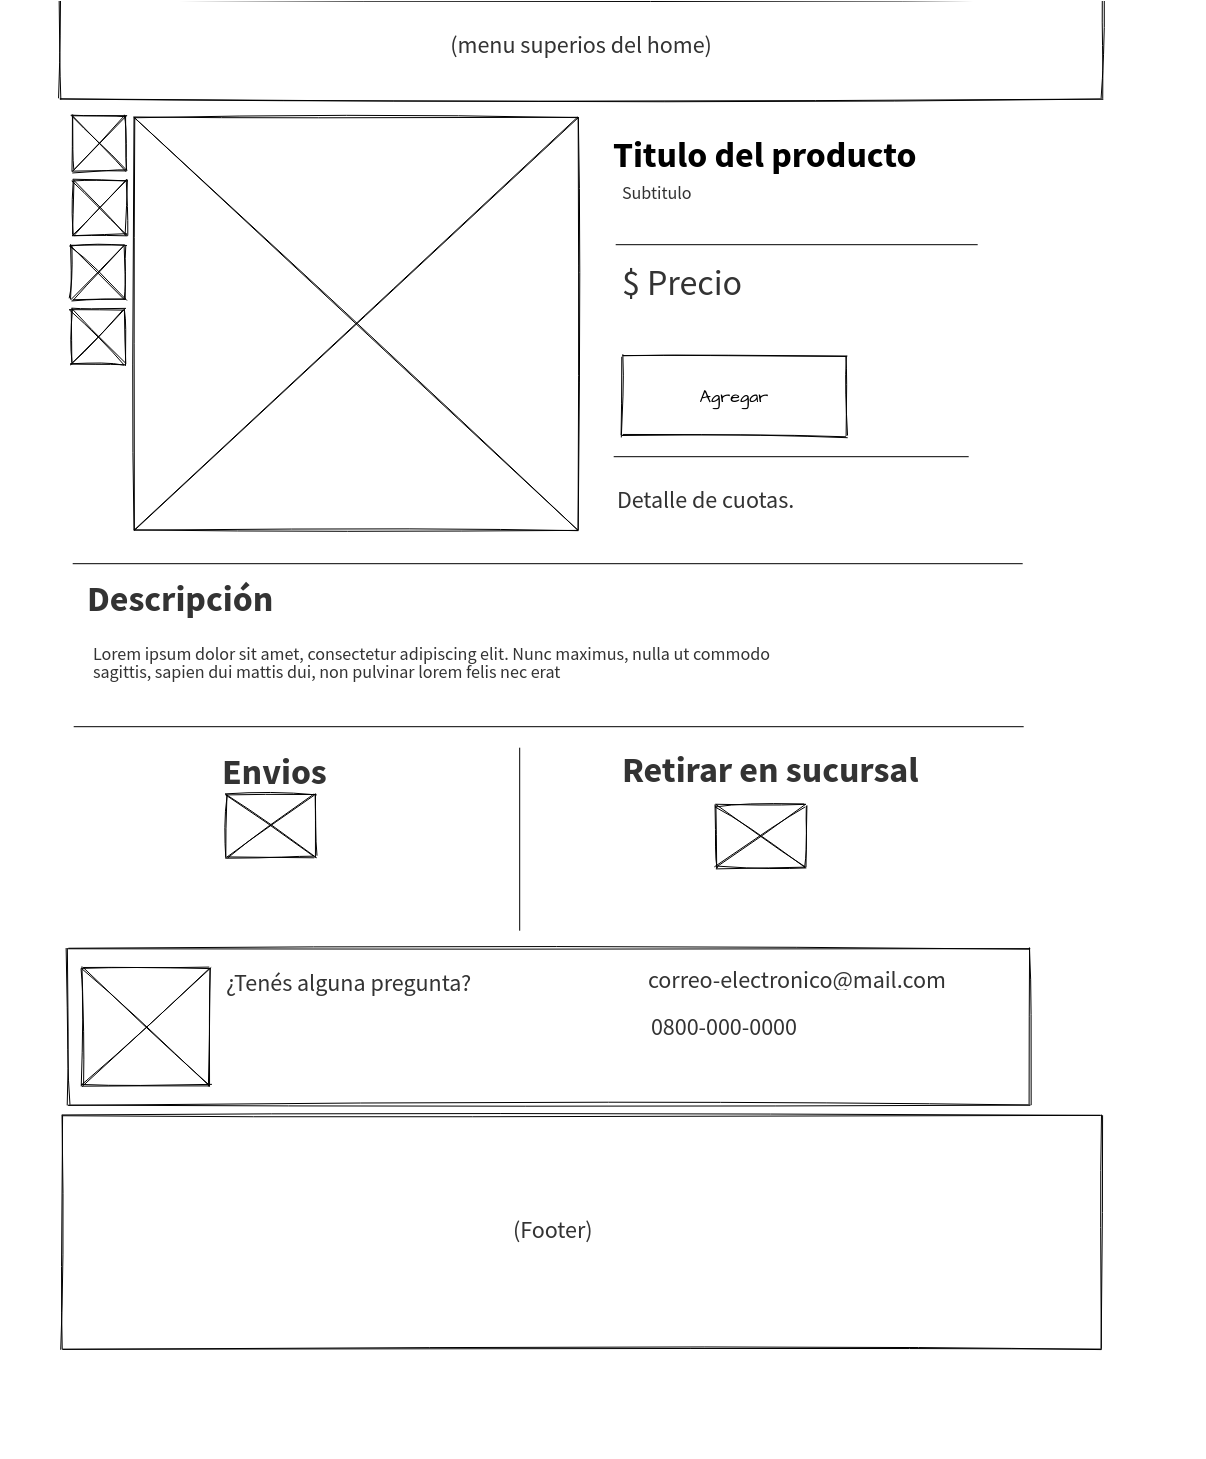 (menu superios del home)
Titulo del producto
Subtitulo
$ Precio
Agregar
Detalle de cuotas.
Descripción
Lorem ipsum dolor sit amet, consectetur adipiscing elit. Nunc maximus, nulla ut commodo
sagittis, sapien dui mattis dui, non pulvinar lorem felis nec erat
Envios
Retirar en sucursal
¿Tenés alguna pregunta?
correo-electronico@mail.com
0800-000-0000
(Footer)